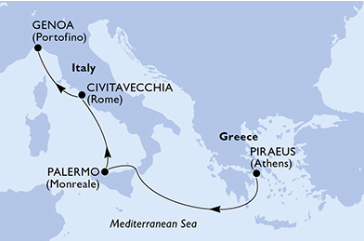 GENOA
(Portofino)
Italy
CIVITAVECCHIA
(Rome)
Greece
PIRAEUS
(Athens)
PALERMO
(Monreale)
Mediterranean Sea